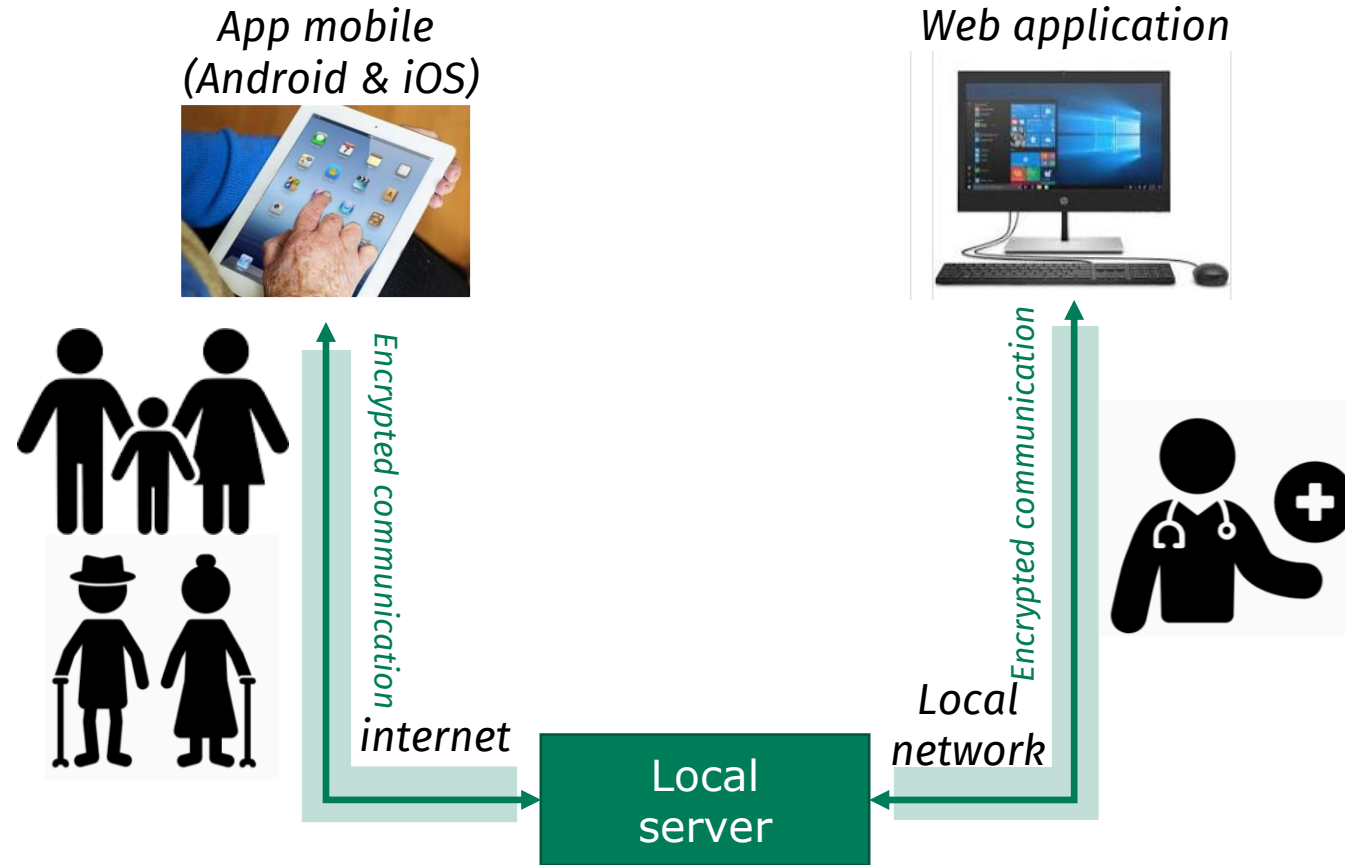 App mobile
(Android & iOS)
Web application
Encrypted communication
Encrypted communication
internet
Local
network
Local
server